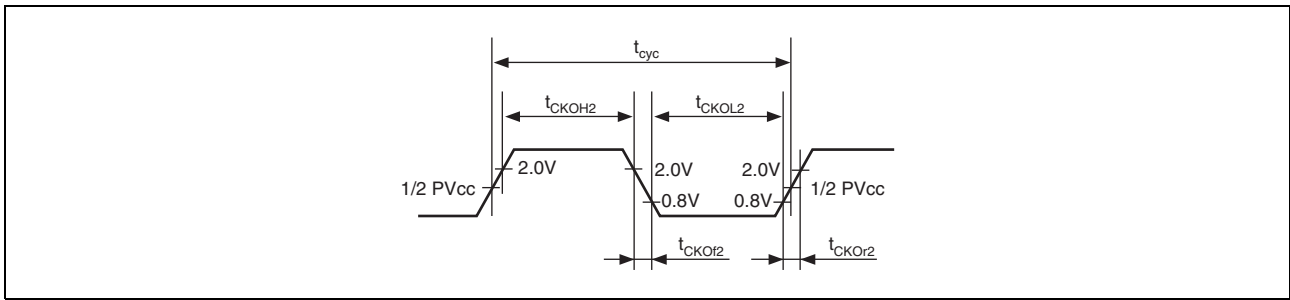 tcyc
tCKOH2 tCKOL2
2.0V 2.0V 2.0V
1/2 PVcc 1/2 PVcc
0.8V 0.8V
tCKOf2 tCKOr2